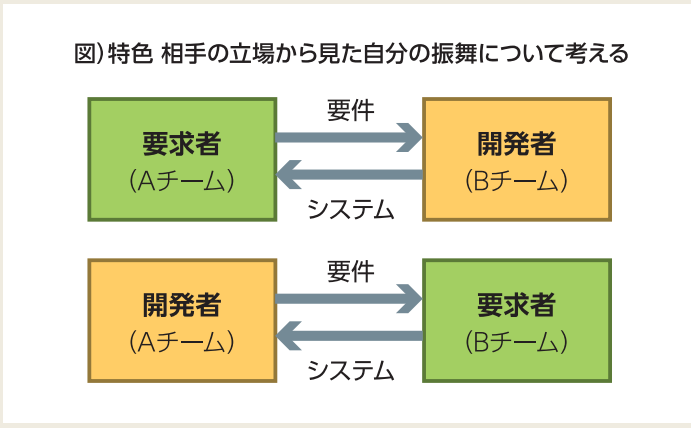 図）特色 相手の立場から見た自分の振舞について考える
要件
要求者
（Aチーム）
開発者
（Bチーム）
システム
要件
開発者
（Aチーム）
要求者
（Bチーム）
システム